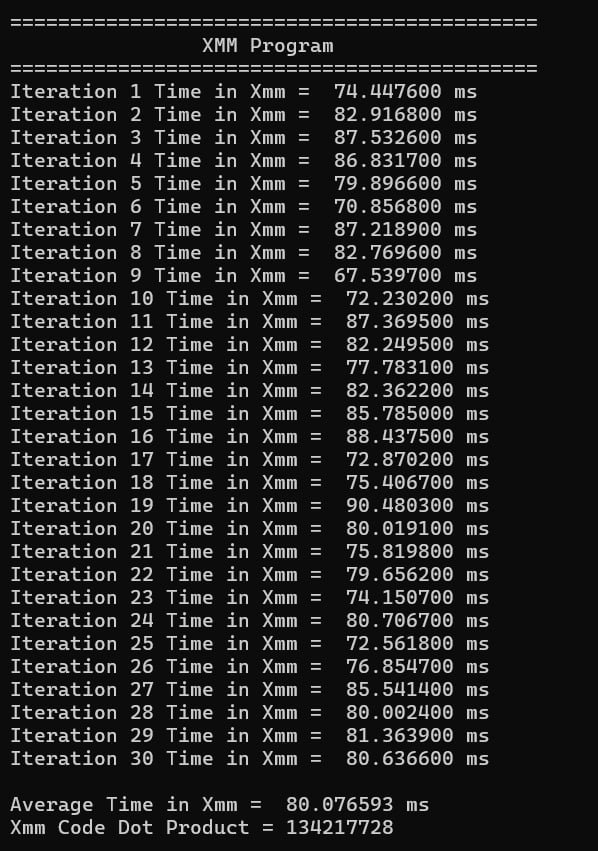 ============================================
XMM Program
============================================
Iteration 1 Time in Xmm =  74.447600 ms
Iteration 2 Time in Xmm =  82.916800 ms
Iteration 3 Time in Xmm =  87.532600 ms
Iteration 4 Time in Xmm =  86.831700 ms
Iteration 5 Time in Xmm =  79.896600 ms
Iteration 6 Time in Xmm =  70.856800 ms
Iteration 7 Time in Xmm =  87.218900 ms
Iteration 8 Time in Xmm =  82.769600 ms
Iteration 9 Time in Xmm =  67.539700 ms
Iteration 10 Time in Xmm =  72.230200 ms
Iteration 11 Time in Xmm =  87.369500 ms
Iteration 12 Time in Xmm =  82.249500 ms
Iteration 13 Time in Xmm =  77.783100 ms
Iteration 14 Time in Xmm =  82.362200 ms
Iteration 15 Time in Xmm =  85.785000 ms
Iteration 16 Time in Xmm =  88.437500 ms
Iteration 17 Time in Xmm =  72.870200 ms
Iteration 18 Time in Xmm =  75.406700 ms
Iteration 19 Time in Xmm =  90.480300 ms
Iteration 20 Time in Xmm =  80.019100 ms
Iteration 21 Time in Xmm =  75.819800 ms
Iteration 22 Time in Xmm =  79.656200 ms
Iteration 23 Time in Xmm =  74.150700 ms
Iteration 24 Time in Xmm =  80.706700 ms
Iteration 25 Time in Xmm =  72.561800 ms
Iteration 26 Time in Xmm =  76.854700 ms
Iteration 27 Time in Xmm =  85.541400 ms
Iteration 28 Time in Xmm =  80.002400 ms
Iteration 29 Time in Xmm =  81.363900 ms
Iteration 30 Time in Xmm =  80.636600 ms
Average Time in Xmm =  80.076593 ms
Xmm Code Dot Product = 134217728